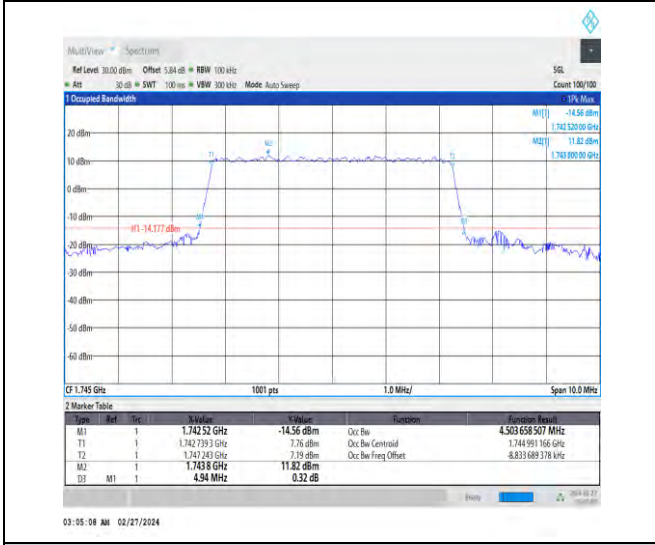 MultiView Spectrum
Ref Level 30.00 dBm Offset 5.84 dB RBW 100 kHz SGL
Att 30 dB SWT 100 ms VBW 300 kHz Mode Auto Sweep Count 100/100
1 Occupied Bandwidth 1Pk Max
M1[1] -14.56 dBm
1.742 520 00 GHz
M2[1] 11.82 dBm
1.743 800 00 GHz
20 dBm
M2
T1 T2
10 dBm
0 dBm
-10 dBm
M1
H1 -14.177 dBm
-20 dBm
-30 dBm
-40 dBm
-50 dBm
-60 dBm
CF 1.745 GHz 1001 pts 1.0 MHz/ Span 10.0 MHz
2 Marker Table
Type Ref Trc X-Value Y-Value Function Function Result
M1 1 1.742 52 GHz -14.56 dBm Occ Bw 4.503 658 507 MHz
T1 1 1.742 739 3 GHz 7.76 dBm Occ Bw Centroid 1.744 991 166 GHz
T2 1 1.747 243 GHz 7.19 dBm Occ Bw Freq Offset -8.833 689 378 kHz
M2 1 1.743 8 GHz 11.82 dBm
D3 M1 1 4.94 MHz 0.32 dB
03:05:08 AM 02/27/2024